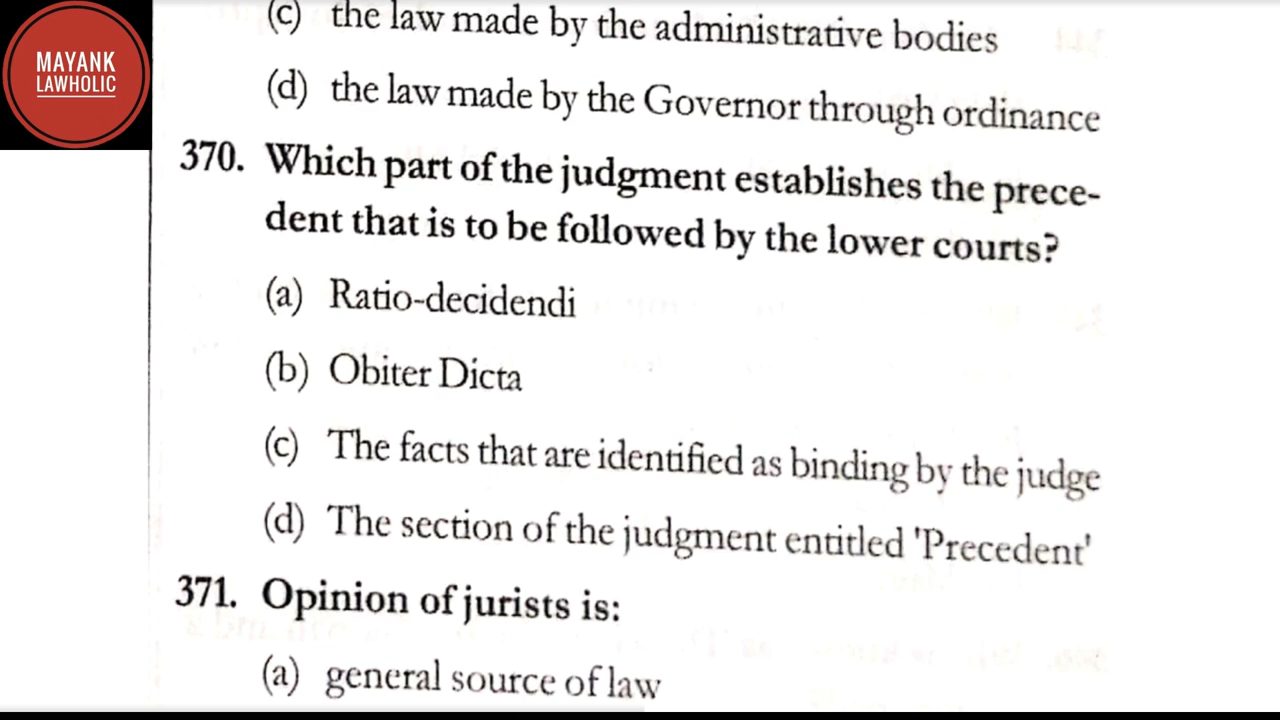 MAYANK
LAWHOLIC
(c) the law made by the administrative bodies
(d) the law made by the Governor through ordinance
370. Which part of the judgment establishes the prece-
dent that is to be followed by the lower courts?
(a) Ratio-decidendi
(b) Obiter Dicta
(c) The facts that are identified as binding by the judge
(d) The section of the judgment entitled 'Precedent'
371. Opinion of jurists is:
(a) general source of law